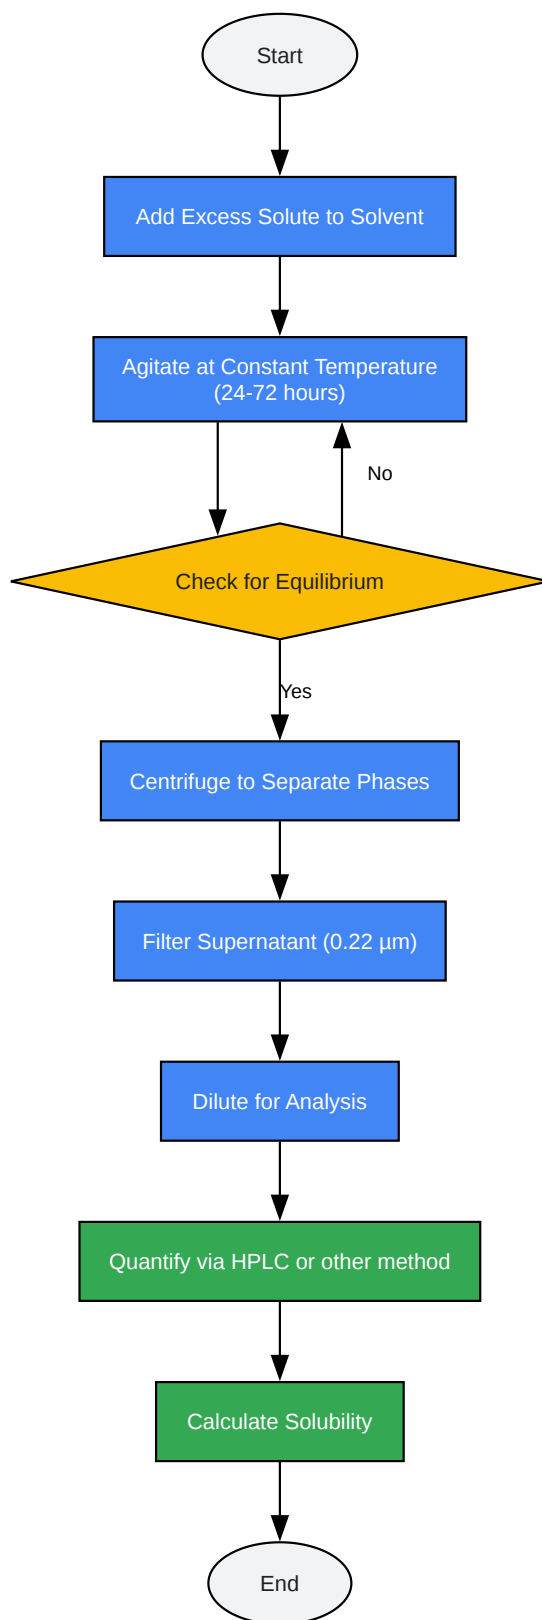 Start
Add Excess Solute to Solvent
Agitate at Constant Temperature
(24-72 hours)
No
Check for Equilibrium
Yes
Centrifuge to Separate Phases
Filter Supernatant (0.22 µm)
Dilute for Analysis
Quantify via HPLC or other method
Calculate Solubility
End